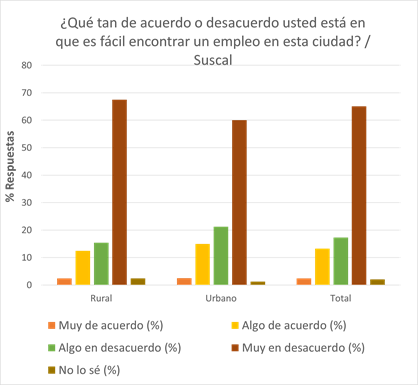 ¿Qué tan de acuerdo o desacuerdo usted está en
que es fácil encontrar un empleo en esta ciudad? /
Suscal
80
70
60
50
40
30
20
10
0
% Respuestas
Rural Urbano Total
Muy de acuerdo (%) Algo de acuerdo (%)
Algo en desacuerdo (%) Muy en desacuerdo (%)
No lo sé (%)